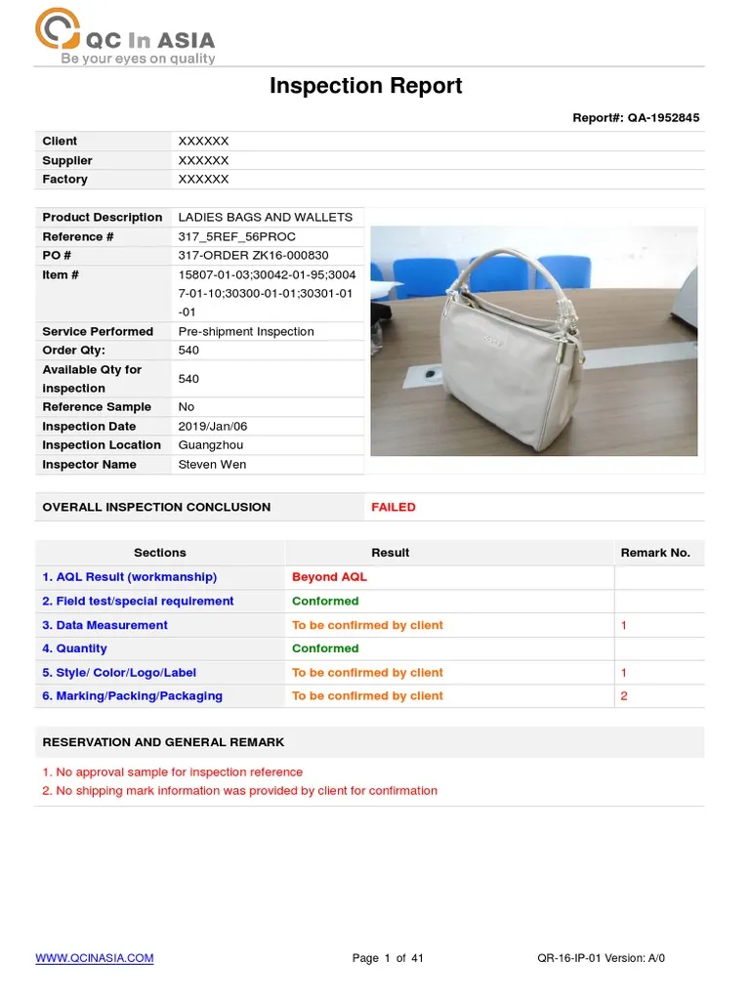 QC In ASIA
Be your eyes on quality
Inspection Report
Report#: QA-1952845
Client XXXXXX
Supplier XXXXXX
Factory XXXXXX
Product Description LADIES BAGS AND WALLETS
Reference # 317_5REF_56PROC
PO # 317-ORDER ZK16-000830
Item # 15807-01-03;30042-01-95;3004
7-01-10;30300-01-01;30301-01
-01
Service Performed Pre-shipment Inspection
Order Qty: 540
Available Qty for
inspection 540
Reference Sample No
Inspection Date 2019/Jan/06
Inspection Location Guangzhou
Inspector Name Steven Wen
OVERALL INSPECTION CONCLUSION FAILED
Sections Result Remark No.
1. AQL Result (workmanship) Beyond AQL
2. Field test/special requirement Conformed
3. Data Measurement To be confirmed by client 1
4. Quantity Conformed
5. Style/ Color/Logo/Label To be confirmed by client 1
6. Marking/Packing/Packaging To be confirmed by client 2
RESERVATION AND GENERAL REMARK
1. No approval sample for inspection reference
2. No shipping mark information was provided by client for confirmation
WWW.QCINASIA.COM Page 1 of 41 QR-16-IP-01 Version: A/0